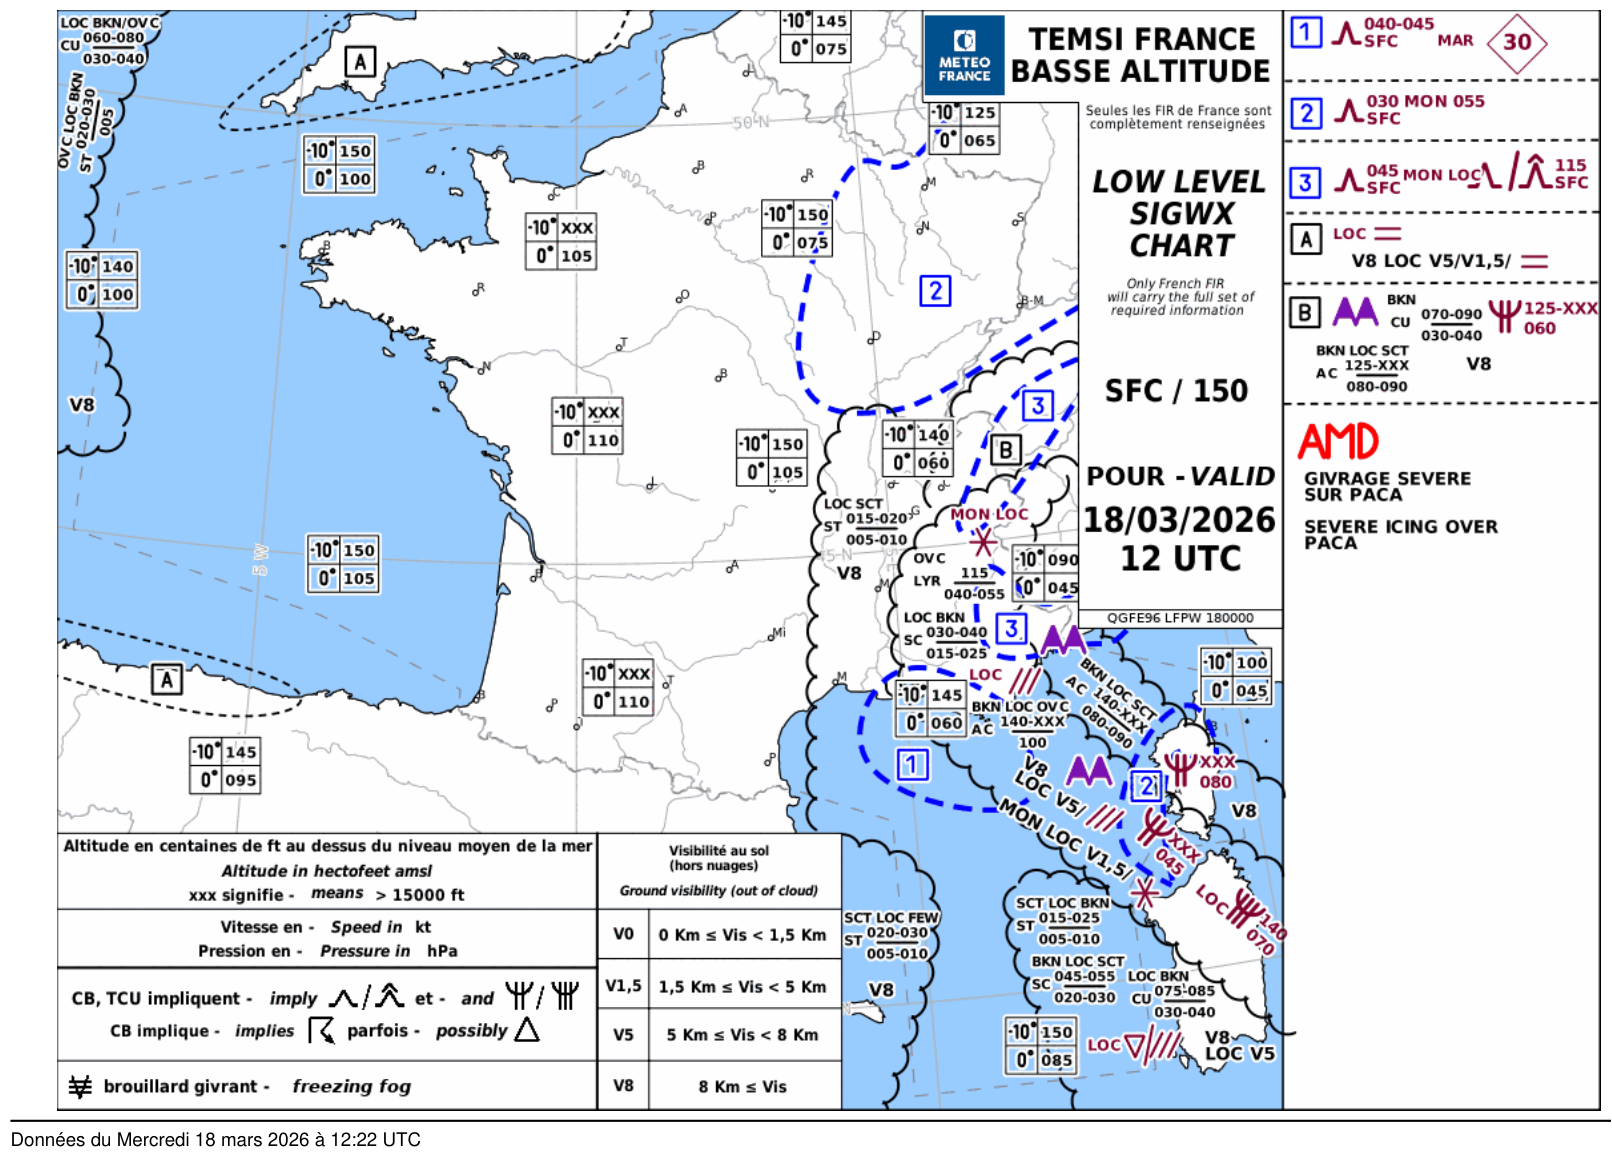 TEMSI FRANCE
BASSE ALTITUDE
METEO
FRANCE
Seules les FIR de France sont
complètement renseignées
LOW LEVEL
SIGWX
CHART
Only French FIR
will carry the full set of
required information
SFC / 150
POUR - VALID
18/03/2026
12 UTC
QGFE96 LFPW 180000
1 040-045
SFC MAR 30
2 030 MON 055
SFC
3 045 MON LOC 115
SFC SFC
A LOC
V8 LOC V5/V1,5/
B BKN
CU 070-090
030-040
125-XXX
060
BKN LOC SCT
AC 125-XXX
080-090
V8
AMD
GIVRAGE SEVERE
SUR PACA
SEVERE ICING OVER
PACA
LOC BKN/OVC
CU 060-080
030-040
OVC LOC BKN
ST 020-030
005
A
-10° 145
0° 075
-10° 125
0° 065
50°N
-10° 150
0° 100
-10° XXX
0° 105
-10° 150
0° 075
-10° 140
0° 100
2
V8
-10° XXX
0° 110
-10° 150
0° 105
-10° 140
0° 060
3
B
LOC SCT
ST 015-020
005-010
V8
MON LOC
OVC
LYR 115
040-055
-10° 090
0° 045
5 W
-10° 150
0° 105
LOC BKN
SC 030-040
015-025
3
LOC
A
-10° XXX
0° 110
-10° 145
0° 060
BKN LOC OVC
AC 140-XXX
100
BKN LOC SCT
AC 140-XXX
080-090
-10° 100
0° 045
-10° 145
0° 095
1
V8
LOC V5/
MON LOC V1,5/
2
XXX
080
V8
XXX
045
LOC 140
070
SCT LOC FEW
ST 020-030
005-010
V8
SCT LOC BKN
ST 015-025
005-010
BKN LOC SCT
SC 045-055
020-030
LOC BKN
CU 075-085
030-040
-10° 150
0° 085
LOC
V8
LOC V5
Altitude en centaines de ft au dessus du niveau moyen de la mer
Altitude in hectofeet amsl
xxx signifie - means > 15000 ft
Vitesse en - Speed in kt
Pression en - Pressure in hPa
CB, TCU impliquent - imply / et - and /
CB implique - implies parfois - possibly
brouillard givrant - freezing fog
Visibilité au sol
(hors nuages)
Ground visibility (out of cloud)
V0 0 Km ≤ Vis < 1,5 Km
V1,5 1,5 Km ≤ Vis < 5 Km
V5 5 Km ≤ Vis < 8 Km
V8 8 Km ≤ Vis
Données du Mercredi 18 mars 2026 à 12:22 UTC